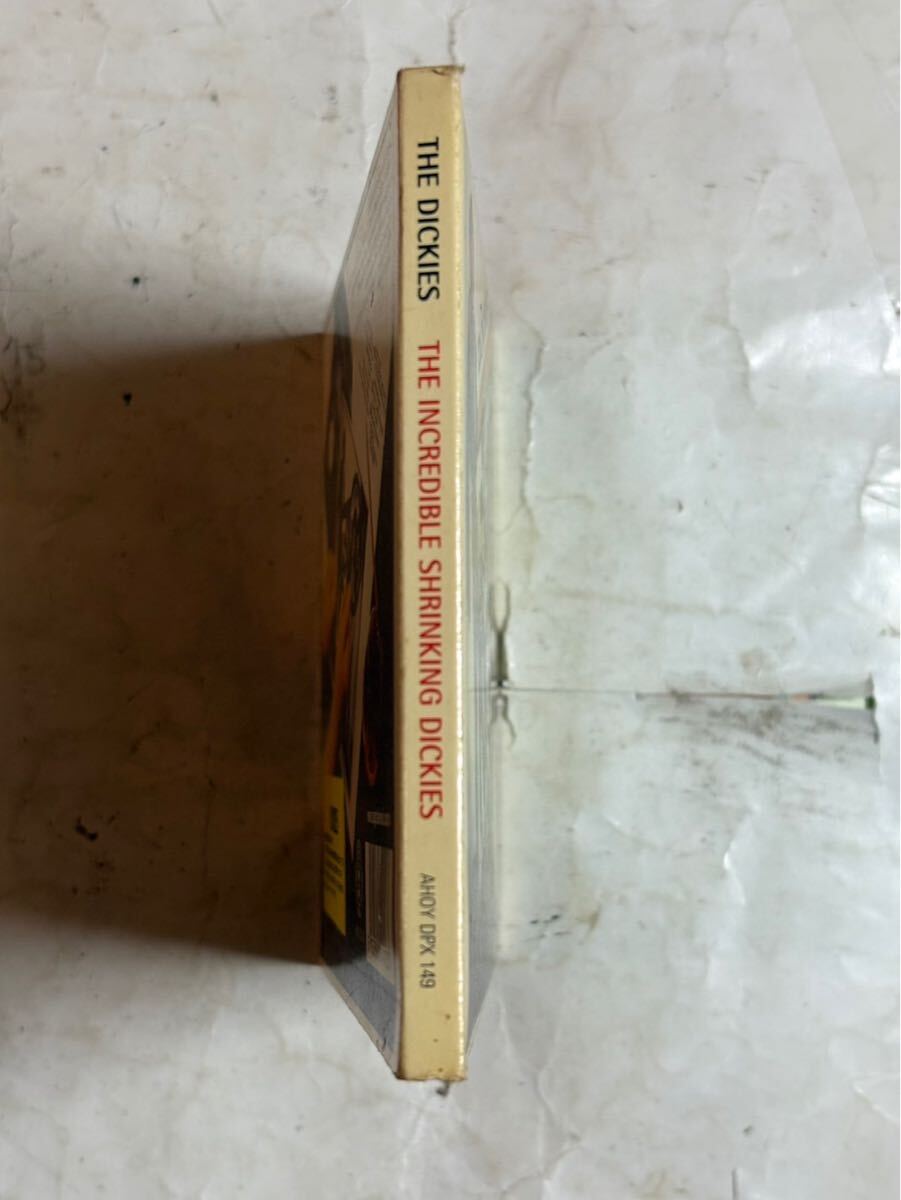 THE DICKIES THE INCREDIBLE SHRINKING DICKIES AHOY DPX 149